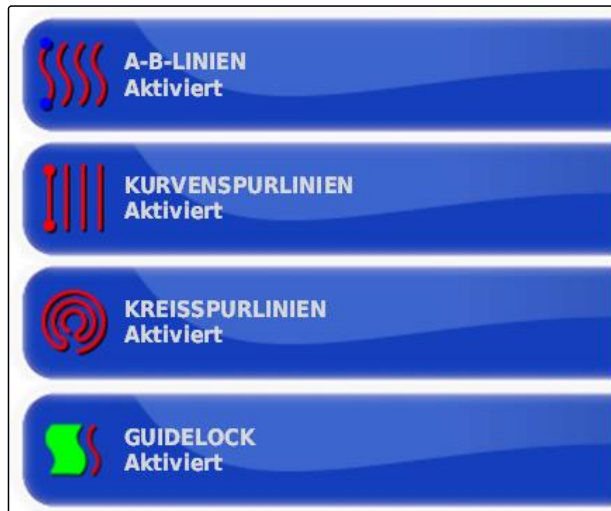 A-B-LINIEN
Aktiviert
KURVENSPURLINIEN
Aktiviert
KREISSPURLINIEN
Aktiviert
GUIDELOCK
Aktiviert